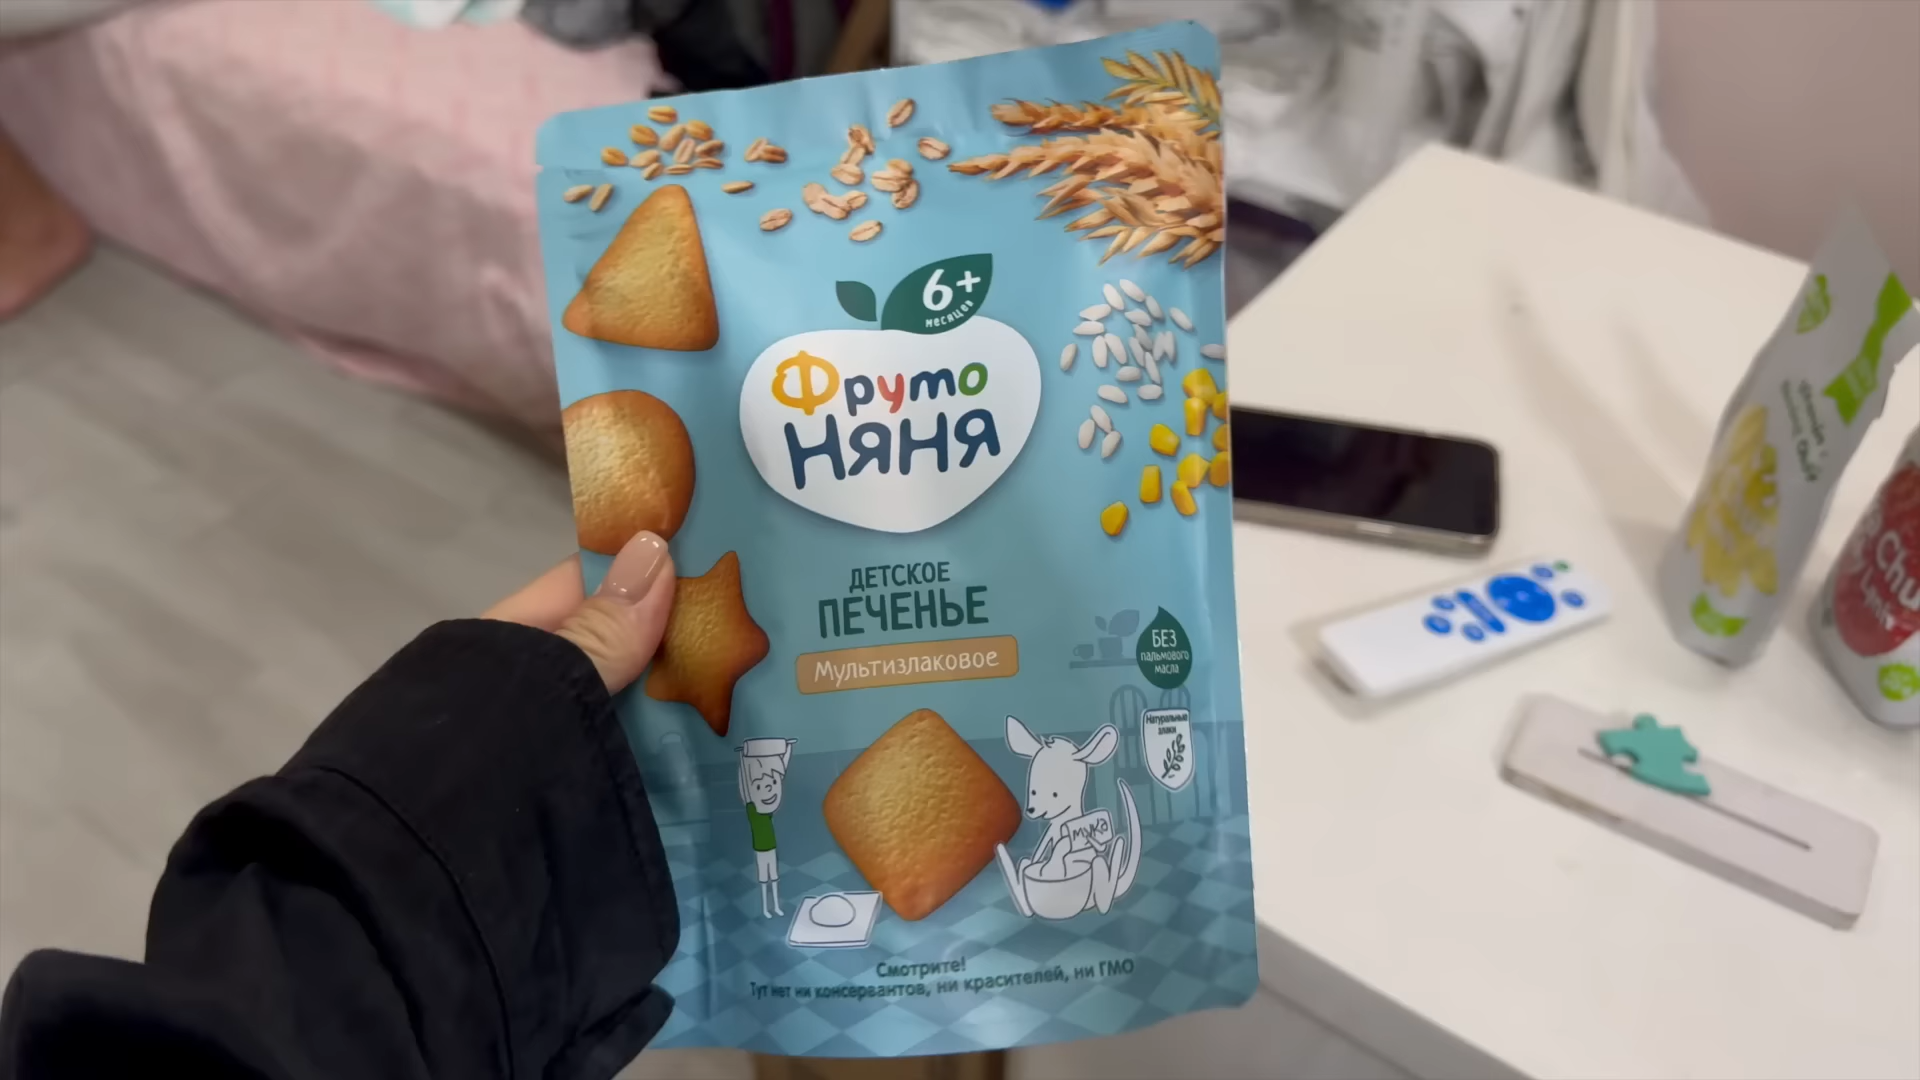 6+
месяцев
Фруто
Няня
ДЕТСКОЕ
ПЕЧЕНЬЕ
Мультизлаковое
БЕЗ
пальмового
масла
Натуральные
злаки
мука
Смотрите!
Тут нет ни консервантов, ни красителей, ни ГМО
Chu